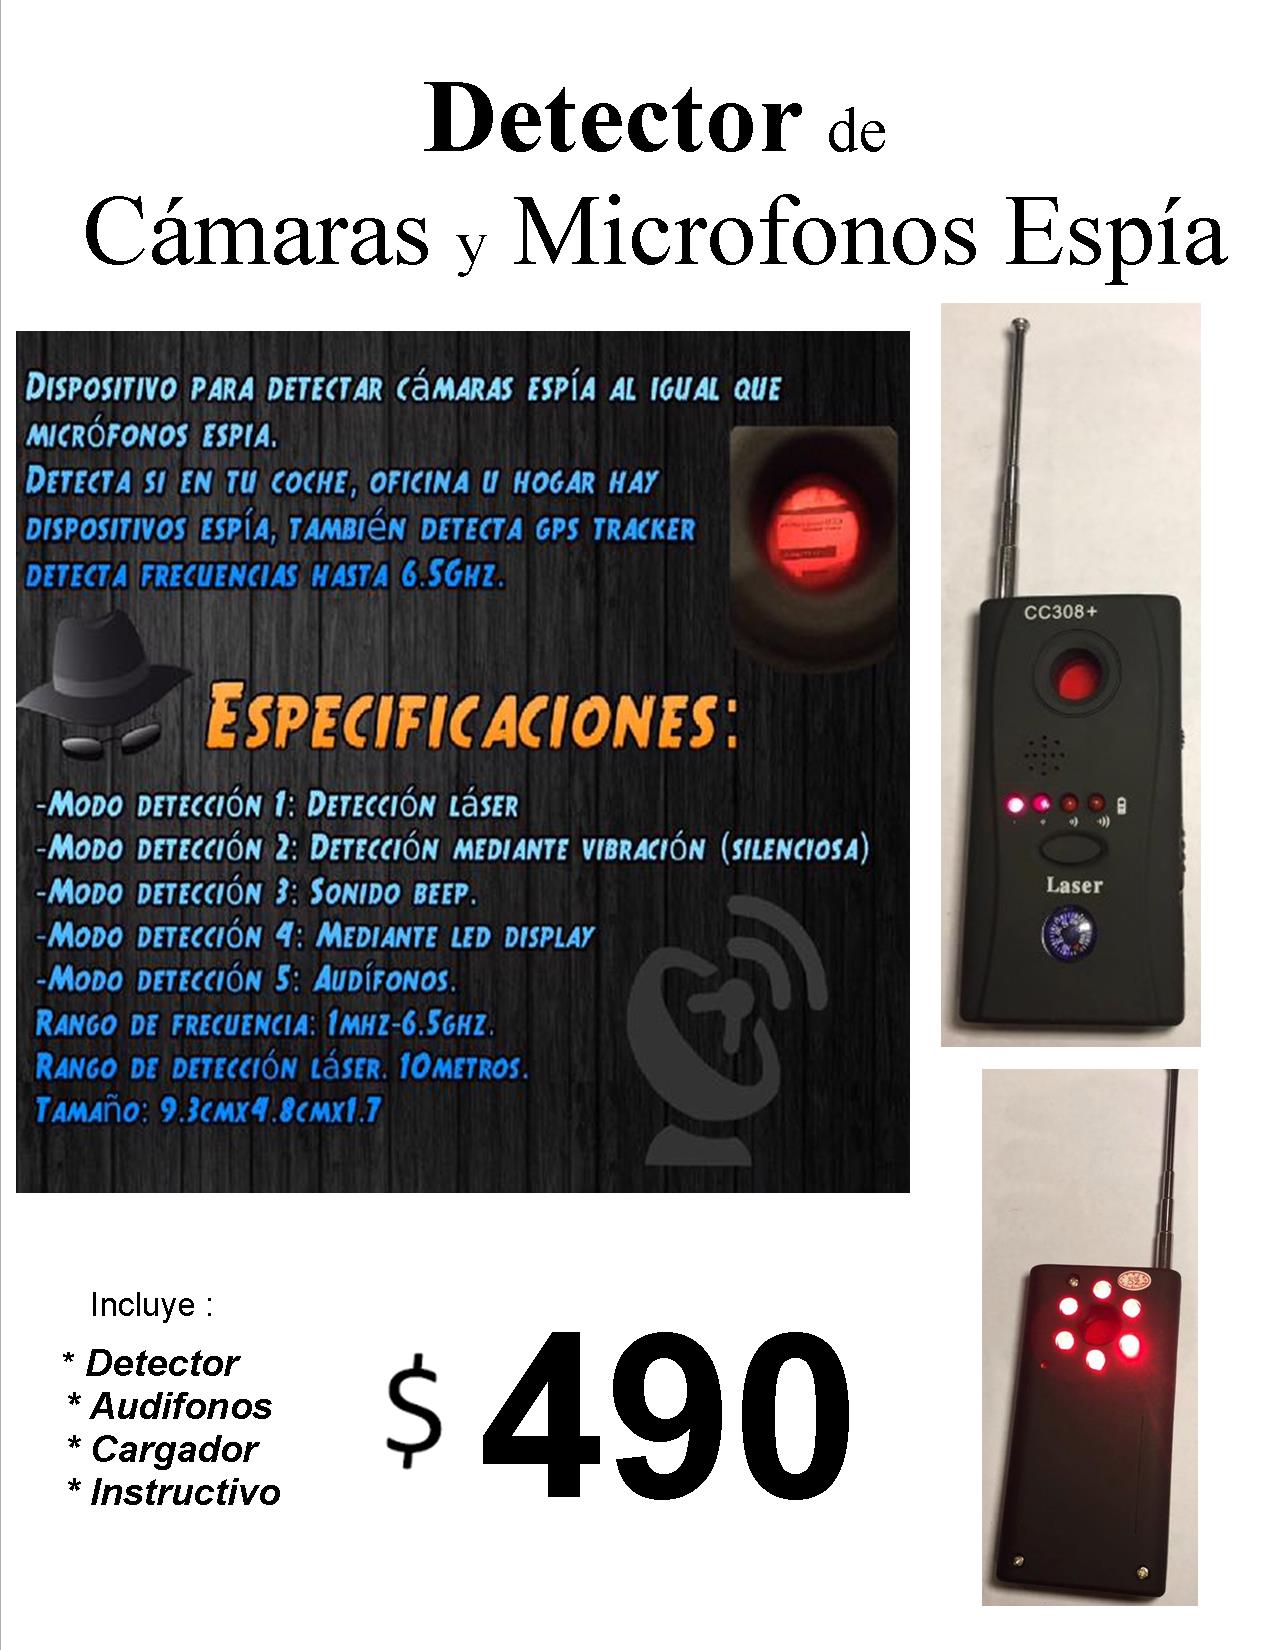 Detector de
Cámaras y Microfonos Espía
Dispositivo para detectar cámaras espía al igual que
micrófonos espia.
Detecta si en tu coche, oficina u hogar hay
dispositivos espía, también detecta gps tracker
detecta frecuencias hasta 6.5Ghz.
Especificaciones:
-Modo detección 1: Detección láser
-Modo detección 2: Detección mediante vibración (silenciosa)
-Modo detección 3: Sonido beep.
-Modo detección 4: Mediante led display
-Modo detección 5: Audífonos.
Rango de frecuencia: 1mhz-6.5ghz.
Rango de detección láser. 10metros.
Tamaño: 9.3cmx4.8cmx1.7
CC308+
Laser
Incluye :
* Detector
* Audifonos
* Cargador
* Instructivo
$ 490